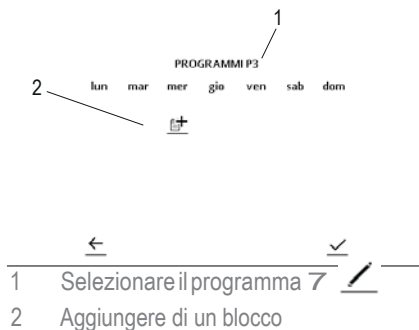 1
PROGRAMMI P3
2
lun mar mer gio ven sab dom
1 Selezionare il programma 7
2 Aggiungere di un blocco